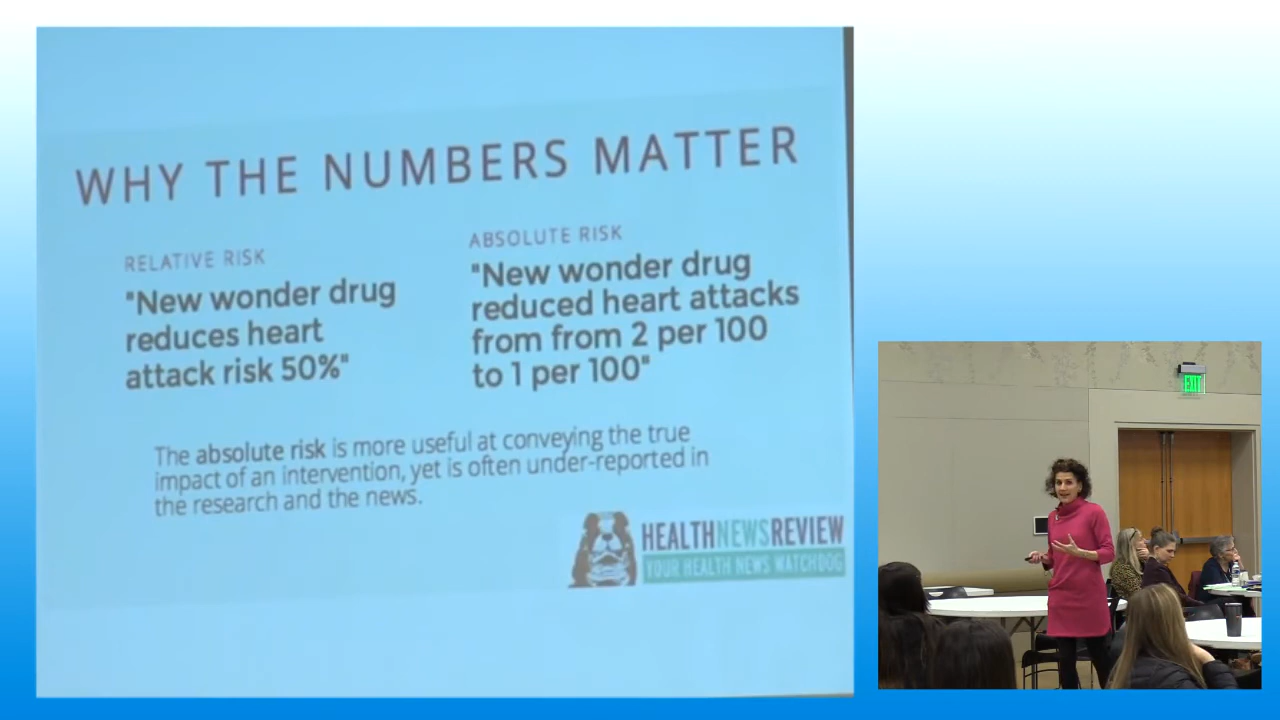 WHY THE NUMBERS MATTER
RELATIVE RISK
"New wonder drug
reduces heart
attack risk 50%"
ABSOLUTE RISK
"New wonder drug
reduced heart attacks
from from 2 per 100
to 1 per 100"
The absolute risk is more useful at conveying the true
impact of an intervention, yet is often under-reported in
the research and the news.
HEALTHNEWSREVIEW
YOUR HEALTH NEWS WATCHDOG
EXIT